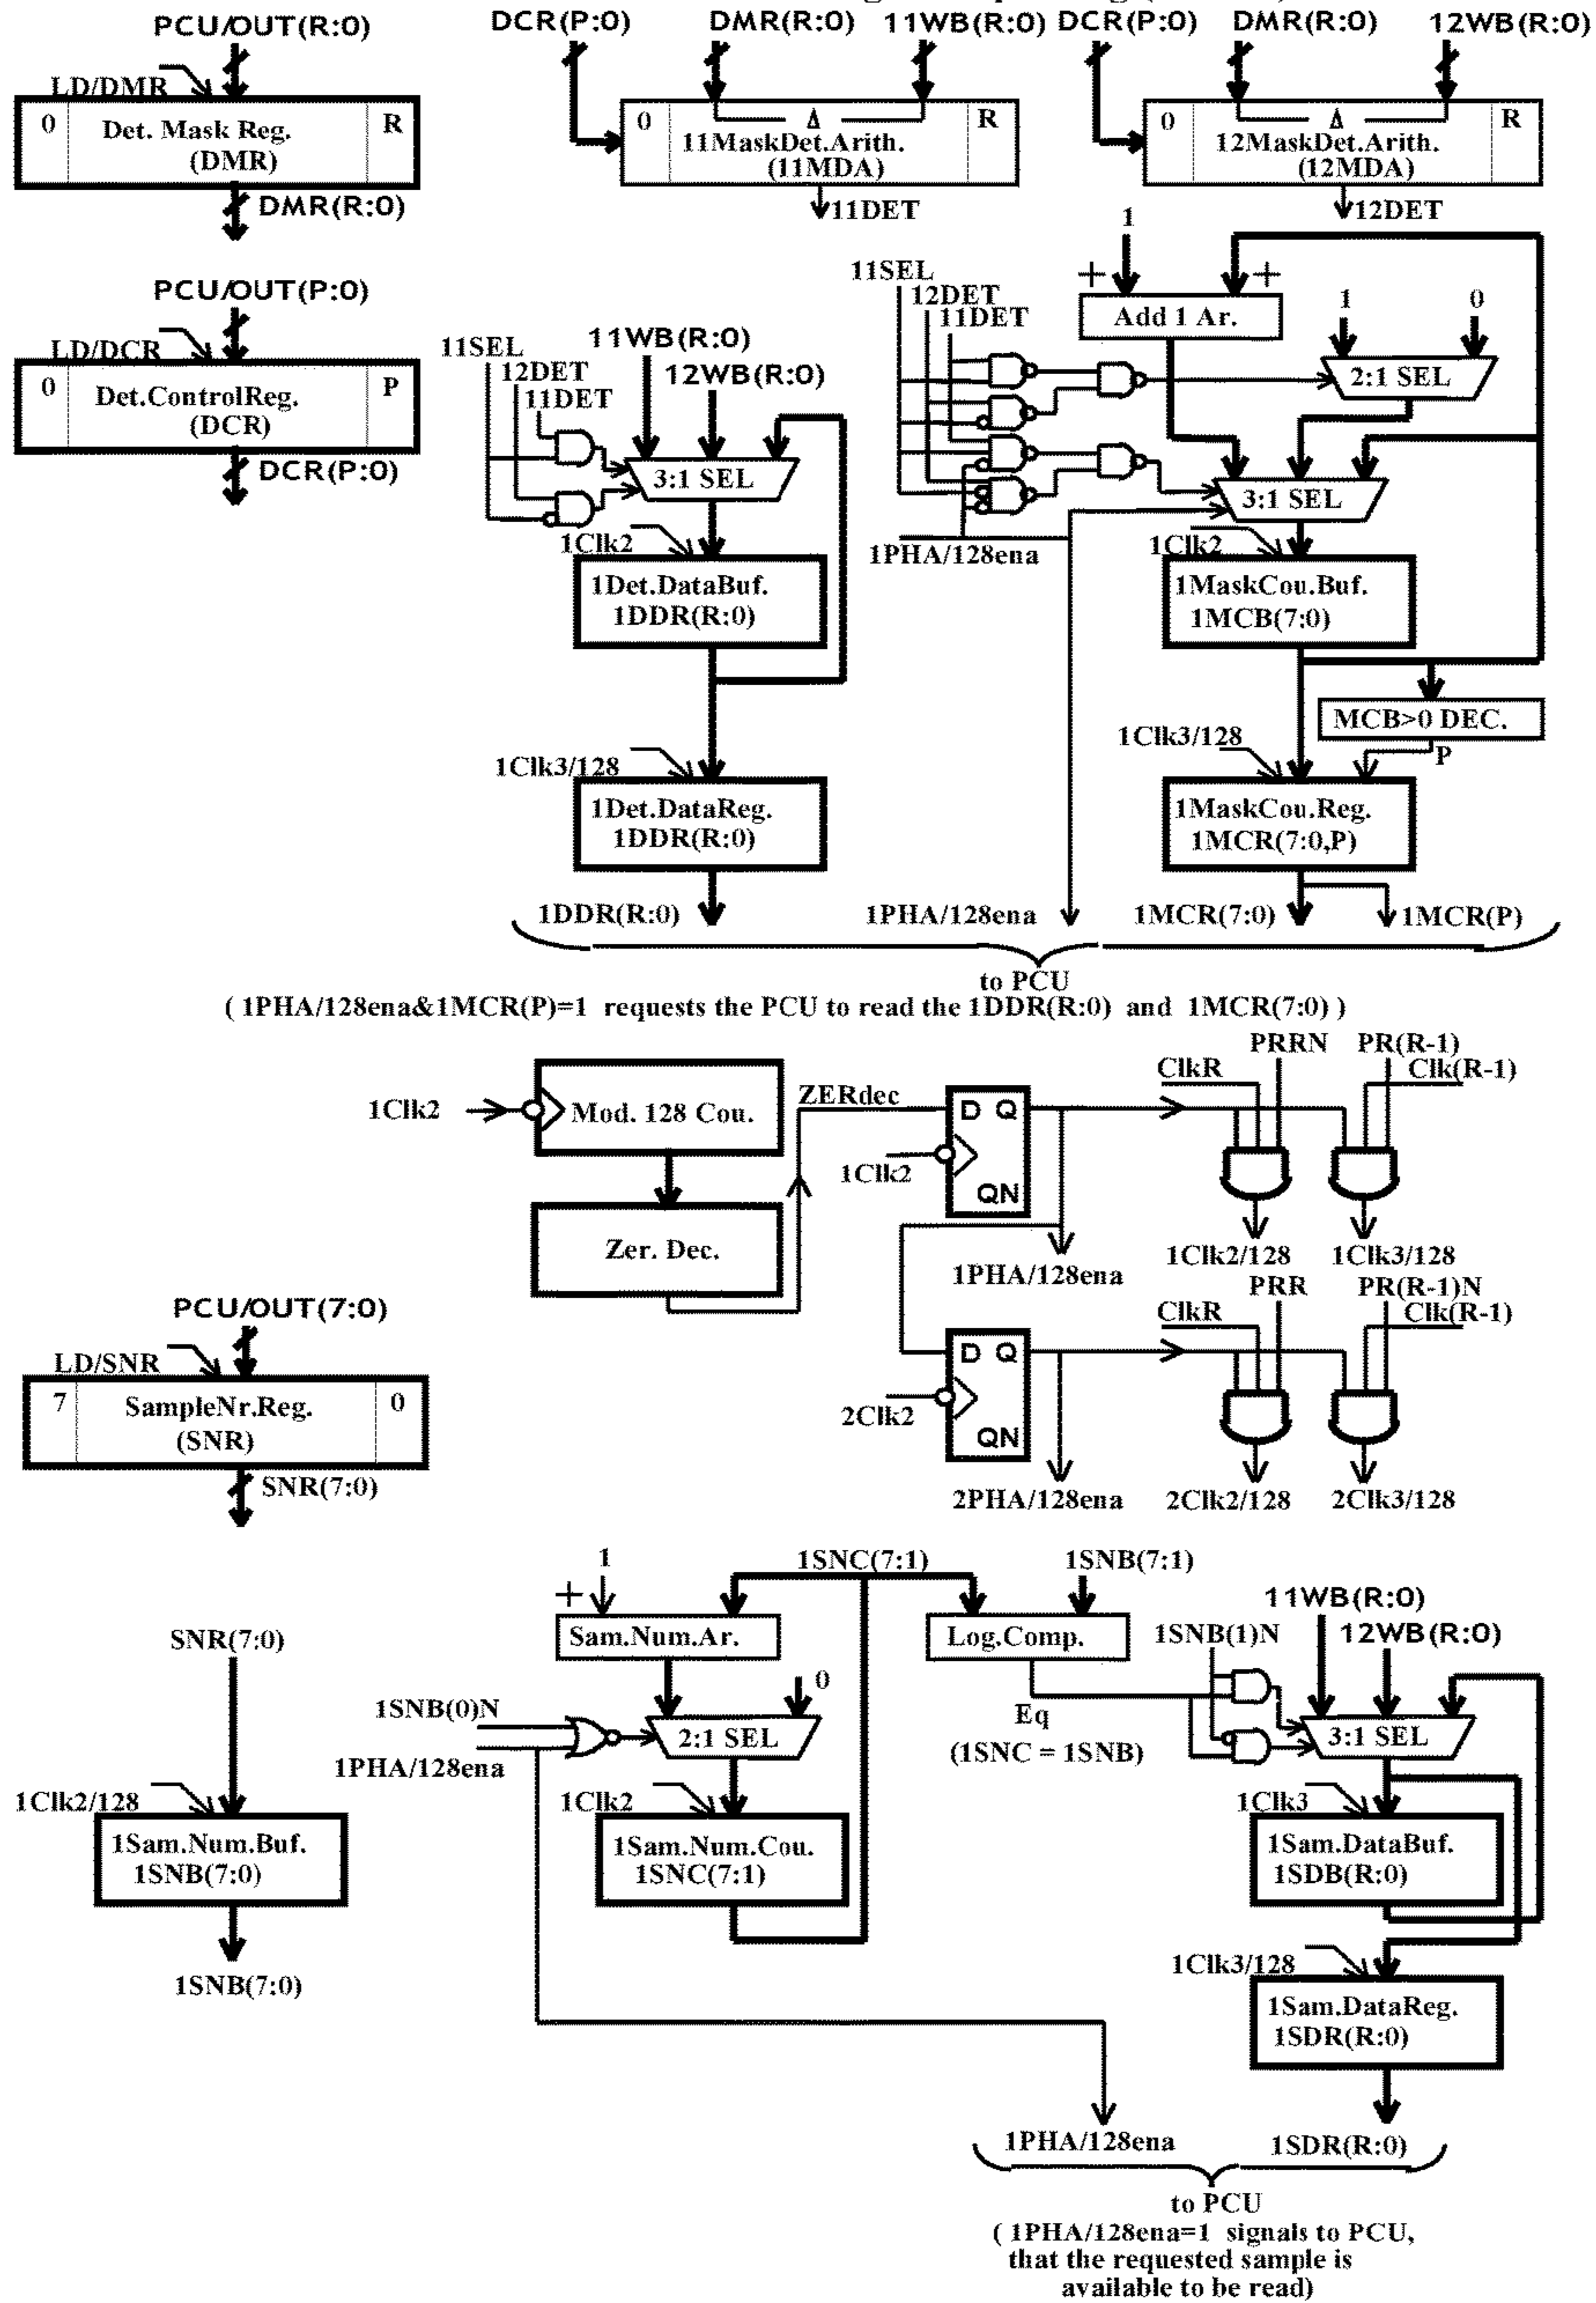 PCU/OUT(R:0)
DCR(P:0)
DMR(R:0)
11WB(R:0)
DCR(P:0)
DMR(R:0)
12WB(R:0)
LD/DMR
0
Det. Mask Reg.
(DMR)
R
DMR(R:0)
0
Δ
11MaskDet.Arith.
(11MDA)
R
11DET
0
Δ
12MaskDet.Arith.
(12MDA)
R
12DET
PCU/OUT(P:0)
LD/DCR
0
Det.ControlReg.
(DCR)
P
DCR(P:0)
11SEL
12DET
11DET
11WB(R:0)
12WB(R:0)
3:1 SEL
1Clk2
1Det.DataBuf.
1DDR(R:0)
1Clk3/128
1Det.DataReg.
1DDR(R:0)
1DDR(R:0)
11SEL
12DET
11DET
1
+
+
Add 1 Ar.
1
0
2:1 SEL
3:1 SEL
1PHA/128ena
1Clk2
1MaskCou.Buf.
1MCB(7:0)
MCB>0 DEC.
P
1Clk3/128
1MaskCou.Reg.
1MCR(7:0,P)
1PHA/128ena
1MCR(7:0)
1MCR(P)
to PCU
( 1PHA/128ena&1MCR(P)=1 requests the PCU to read the 1DDR(R:0) and 1MCR(7:0) )
1Clk2
Mod. 128 Cou.
Zer. Dec.
ZERdec
D Q
1Clk2
QN
1PHA/128ena
ClkR
PRRN
PR(R-1)
Clk(R-1)
1Clk2/128
1Clk3/128
D Q
2Clk2
QN
2PHA/128ena
ClkR
PRR
PR(R-1)N
Clk(R-1)
2Clk2/128
2Clk3/128
PCU/OUT(7:0)
LD/SNR
7
SampleNr.Reg.
(SNR)
0
SNR(7:0)
SNR(7:0)
1Clk2/128
1Sam.Num.Buf.
1SNB(7:0)
1SNB(7:0)
1
+
1SNC(7:1)
1SNB(7:1)
Sam.Num.Ar.
Log.Comp.
0
1SNB(0)N
1PHA/128ena
2:1 SEL
1Clk2
1Sam.Num.Cou.
1SNC(7:1)
Eq
(1SNC = 1SNB)
1SNB(1)N
11WB(R:0)
12WB(R:0)
3:1 SEL
1Clk3
1Sam.DataBuf.
1SDB(R:0)
1Clk3/128
1Sam.DataReg.
1SDR(R:0)
1PHA/128ena
1SDR(R:0)
to PCU
( 1PHA/128ena=1 signals to PCU,
that the requested sample is
available to be read)